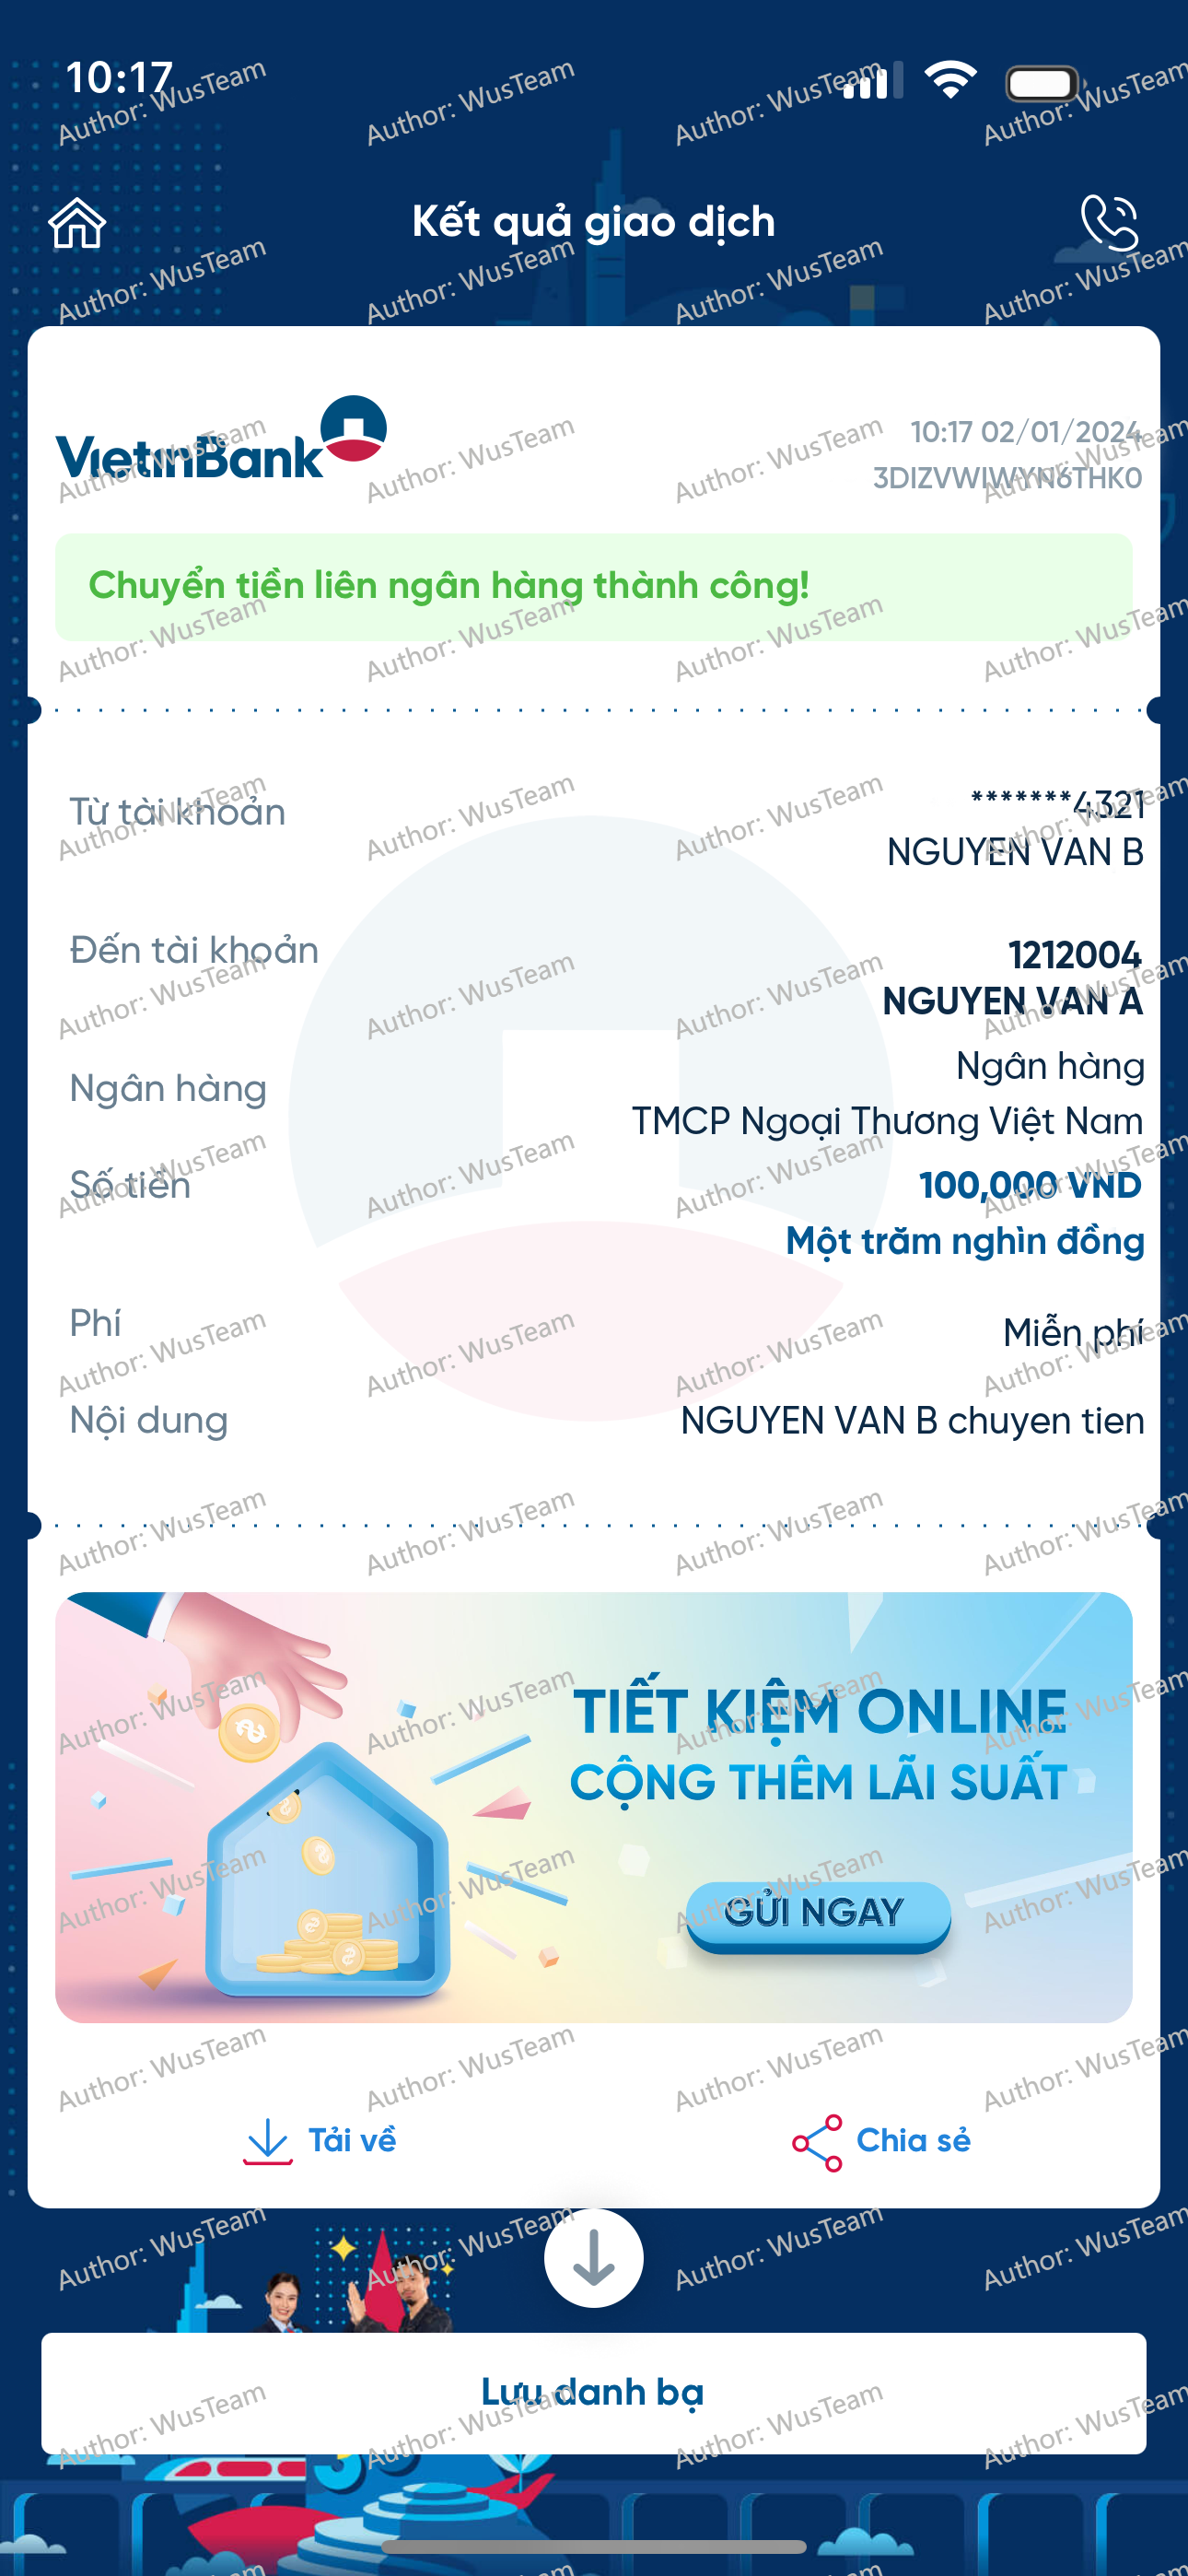 10:17
Kết quả giao dịch
VietinBank
10:17 02/01/2024
3DIZVWIWYN6THK0
Chuyển tiền liên ngân hàng thành công!
Từ tài khoản
*******4321
NGUYEN VAN B
Đến tài khoản
1212004
NGUYEN VAN A
Ngân hàng
Ngân hàng
TMCP Ngoại Thương Việt Nam
Số tiền
100,000 VND
Một trăm nghìn đồng
Phí
Miễn phí
Nội dung
NGUYEN VAN B chuyen tien
TIẾT KIỆM ONLINE
CỘNG THÊM LÃI SUẤT
GỬI NGAY
Tải về
Chia sẻ
Lưu danh bạ
Author: WusTeam